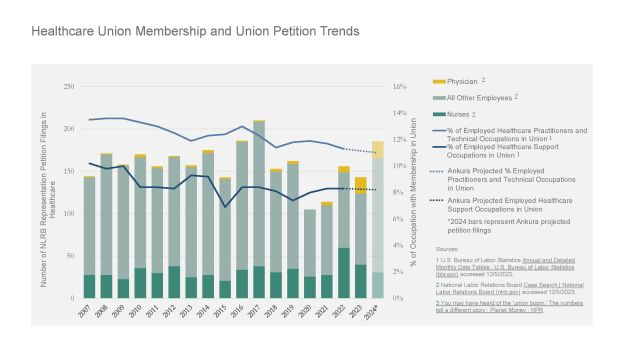 Healthcare Union Membership and Union Petition Trends
Number of NLRB Representation Petition Filings in
Healthcare
250
200
150
100
50
0
2007
2008
2009
2010
2011
2012
2013
2014
2015
2016
2017
2018
2019
2020
2021
2022
2023
2024*
16%
14%
12%
10%
8%
6%
4%
2%
0%
% of Occupation with Membership in Union
Physician 2
All Other Employees 2
Nurses 2
% of Employed Healthcare Practitioners and
Technical Occupations in Union 1
% of Employed Healthcare Support
Occupations in Union 1
Ankura Projected % Employed
Practitioners and Technical Occupations
in Union
Ankura Projected Employed Healthcare
Support Occupations in Union
*2024 bars represent Ankura projected
petition filings
Sources:
1 U.S. Bureau of Labor Statistics Annual and Detailed
Monthly Data Tables : U.S. Bureau of Labor Statistics
(bls.gov) accessed 12/5/2023;
2 National Labor Relations Board Case Search | National
Labor Relations Board (nlrb.gov) accessed 12/5/2023;
3 You may have heard of the 'union boom.' The numbers
tell a different story : Planet Money : NPR